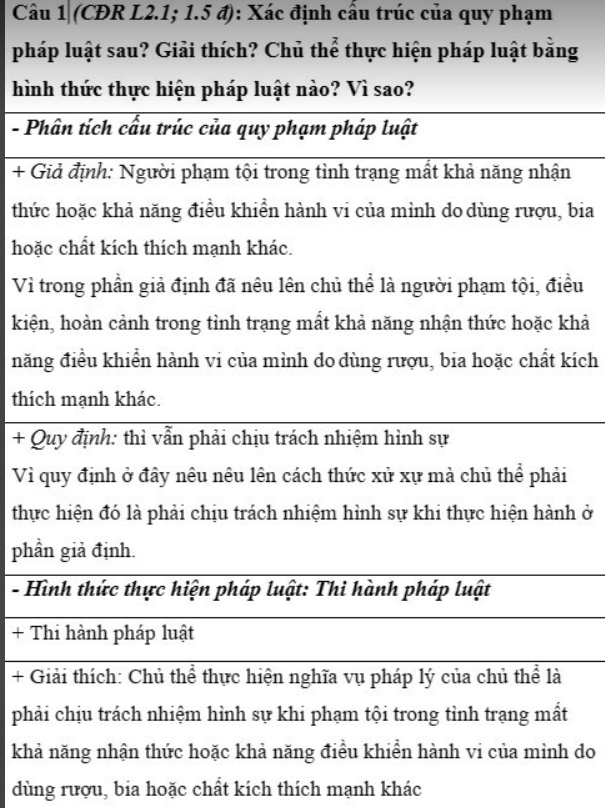 Câu 1 (CĐR L2.1; 1.5 đ): Xác định cấu trúc của quy phạm
pháp luật sau? Giải thích? Chủ thể thực hiện pháp luật bằng
hình thức thực hiện pháp luật nào? Vì sao?
- Phân tích cấu trúc của quy phạm pháp luật
+ Giả định: Người phạm tội trong tình trạng mất khả năng nhận
thức hoặc khả năng điều khiển hành vi của mình do dùng rượu, bia
hoặc chất kích thích mạnh khác.
Vì trong phần giả định đã nêu lên chủ thể là người phạm tội, điều
kiện, hoàn cảnh trong tình trạng mất khả năng nhận thức hoặc khả
năng điều khiển hành vi của mình do dùng rượu, bia hoặc chất kích
thích mạnh khác.
+ Quy định: thì vẫn phải chịu trách nhiệm hình sự
Vì quy định ở đây nêu nêu lên cách thức xử xự mà chủ thể phải
thực hiện đó là phải chịu trách nhiệm hình sự khi thực hiện hành ở
phần giả định.
- Hình thức thực hiện pháp luật: Thi hành pháp luật
+ Thi hành pháp luật
+ Giải thích: Chủ thể thực hiện nghĩa vụ pháp lý của chủ thể là
phải chịu trách nhiệm hình sự khi phạm tội trong tình trạng mất
khả năng nhận thức hoặc khả năng điều khiển hành vi của mình do
dùng rượu, bia hoặc chất kích thích mạnh khác